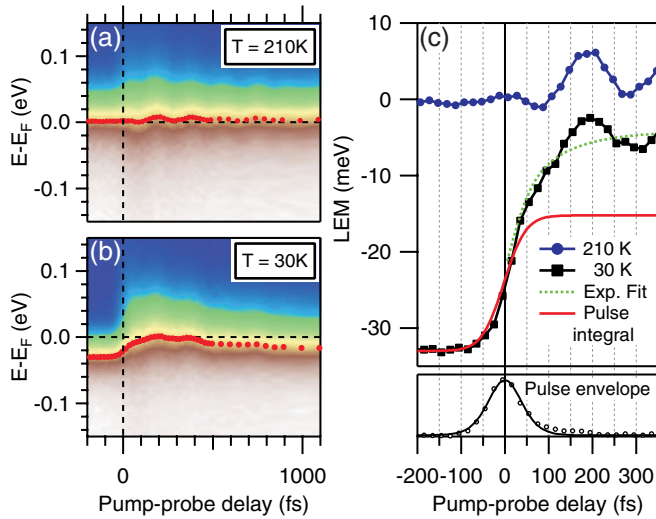 (a)
T = 210K
E-E_F (eV)
0.1
0.0
-0.1
(b)
T = 30K
E-E_F (eV)
0.1
0.0
-0.1
0
1000
Pump-probe delay (fs)
(c)
LEM (meV)
10
0
-10
-20
-30
210 K
30 K
Exp. Fit
Pulse
integral
Pulse envelope
-200 -100 0 100 200 300
Pump-probe delay (fs)